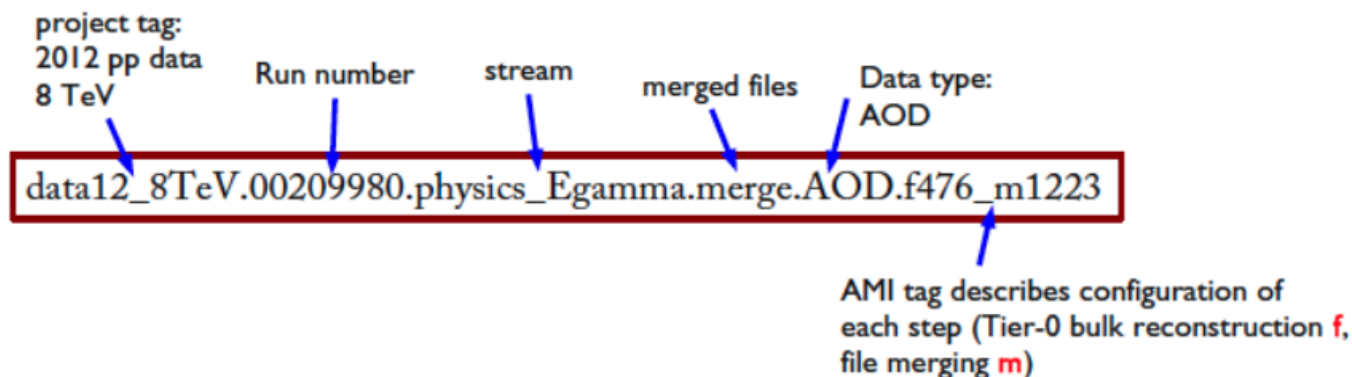 project tag:
2012 pp data
8 TeV
Run number
stream
merged files
Data type:
AOD
data12_8TeV.00209980.physics_Egamma.merge.AOD.f476_m1223
AMI tag describes configuration of
each step (Tier-0 bulk reconstruction f,
file merging m)